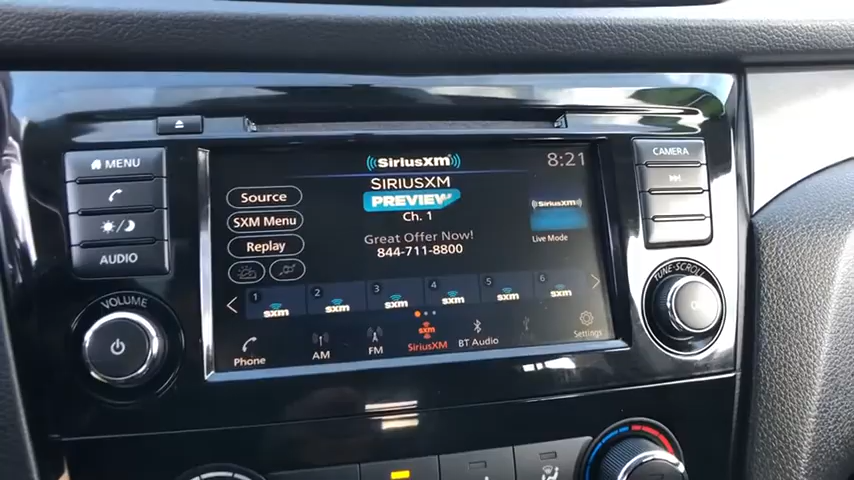 MENU
AUDIO
VOLUME
SiriusXM
8:21
SIRIUSXM
PREVIEW
Ch. 1
Great Offer Now!
844-711-8800
Source
SXM Menu
Replay
SiriusXM
Live Mode
1 sxm
2 sxm
3 sxm
4 sxm
5 sxm
6 sxm
Phone
AM
FM
sxm
SiriusXM
BT Audio
Settings
CAMERA
TUNE·SCROLL